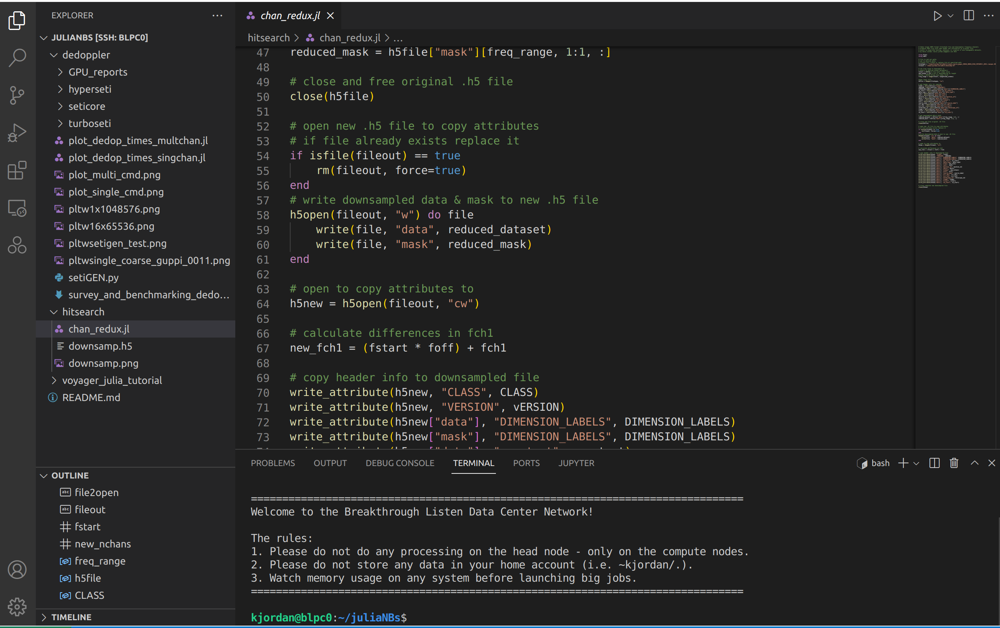 EXPLORER
JULIANBS [SSH: BLPC0]
dedoppler
GPU_reports
hyperseti
seticore
turboseti
plot_dedop_times_multchan.jl
plot_dedop_times_singchan.jl
plot_multi_cmd.png
plot_single_cmd.png
pltw1x1048576.png
pltw16x65536.png
pltwsetigen_test.png
pltwsingle_coarse_guppi_0011.png
setiGEN.py
survey_and_benchmarking_dedo...
hitsearch
chan_redux.jl
downsamp.h5
downsamp.png
voyager_julia_tutorial
README.md
OUTLINE
file2open
fileout
fstart
new_nchans
freq_range
h5file
CLASS
TIMELINE
chan_redux.jl
hitsearch > chan_redux.jl > ...
47 reduced_mask = h5file["mask"][freq_range, 1:1, :]
48
49 # close and free original .h5 file
50 close(h5file)
51
52 # open new .h5 file to copy attributes
53 # if file already exists replace it
54 if isfile(fileout) == true
55     rm(fileout, force=true)
56 end
57 # write downsampled data & mask to new .h5 file
58 h5open(fileout, "w") do file
59     write(file, "data", reduced_dataset)
60     write(file, "mask", reduced_mask)
61 end
62
63 # open to copy attributes to
64 h5new = h5open(fileout, "cw")
65
66 # calculate differences in fch1
67 new_fch1 = (fstart * foff) + fch1
68
69 # copy header info to downsampled file
70 write_attribute(h5new, "CLASS", CLASS)
71 write_attribute(h5new, "VERSION", vERSION)
72 write_attribute(h5new["data"], "DIMENSION_LABELS", DIMENSION_LABELS)
73 write_attribute(h5new["mask"], "DIMENSION_LABELS", DIMENSION_LABELS)
PROBLEMS OUTPUT DEBUG CONSOLE TERMINAL PORTS JUPYTER bash
===============================================================================
Welcome to the Breakthrough Listen Data Center Network!
The rules:
1. Please do not do any processing on the head node - only on the compute nodes.
2. Please do not store any data in your home account (i.e. ~kjordan/.).
3. Watch memory usage on any system before launching big jobs.
===============================================================================
kjordan@blpc0:~/juliaNBs$